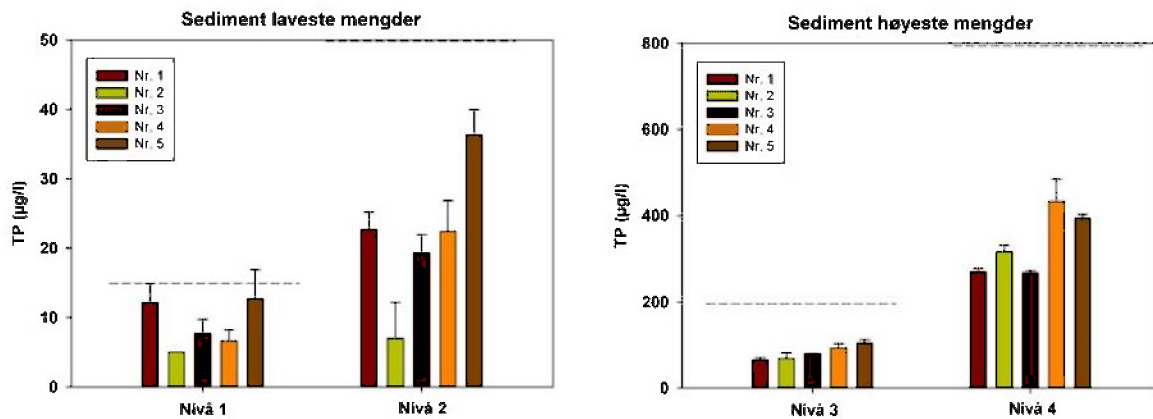 Sediment laveste mengder
TP (µg/l)
50
40
30
20
10
0
Nr. 1
Nr. 2
Nr. 3
Nr. 4
Nr. 5
Nivå 1
Nivå 2
Sediment høyeste mengder
TP (µg/l)
800
600
400
200
0
Nr. 1
Nr. 2
Nr. 3
Nr. 4
Nr. 5
Nivå 3
Nivå 4